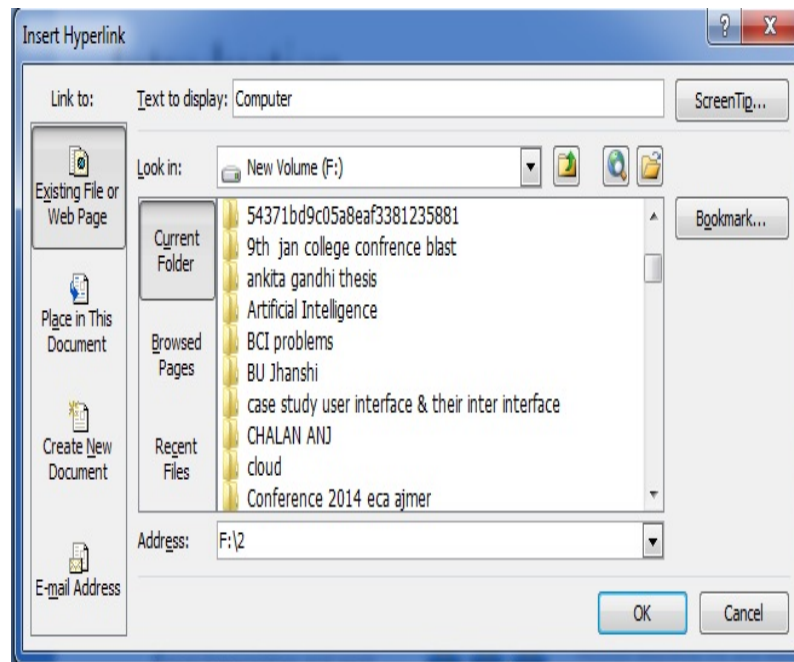 Insert Hyperlink
Link to:
Text to display: Computer
ScreenTip...
Existing File or
Web Page
Place in This
Document
Create New
Document
E-mail Address
Look in: New Volume (F:)
Current
Folder
Browsed
Pages
Recent
Files
54371bd9c05a8eaf3381235881
9th jan college confrence blast
ankita gandhi thesis
Artificial Intelligence
BCI problems
BU Jhanshi
case study user interface & their inter interface
CHALAN ANJ
cloud
Conference 2014 eca ajmer
Bookmark...
Address: F:\2
OK
Cancel